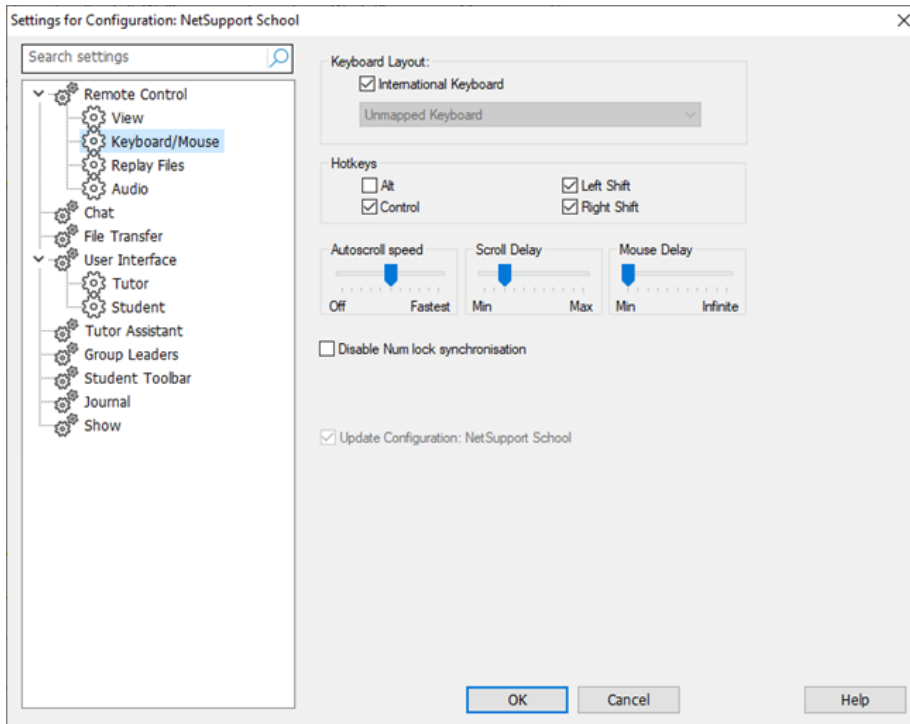 Settings for Configuration: NetSupport School
Search settings
Remote Control
View
Keyboard/Mouse
Replay Files
Audio
Chat
File Transfer
User Interface
Tutor
Student
Tutor Assistant
Group Leaders
Student Toolbar
Journal
Show
Keyboard Layout:
International Keyboard
Unmapped Keyboard
Hotkeys
Alt
Left Shift
Control
Right Shift
Autoscroll speed
Scroll Delay
Mouse Delay
Off Fastest
Min Max
Min Infinite
Disable Num lock synchronisation
Update Configuration: NetSupport School
OK
Cancel
Help